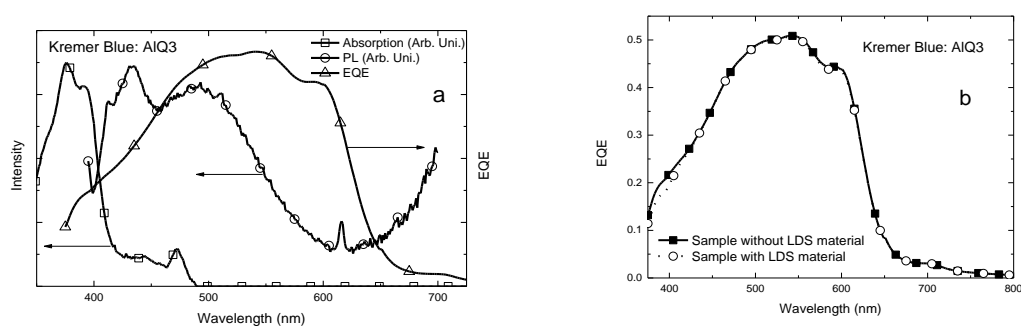 Kremer Blue: AlQ3
Absorption (Arb. Uni.)
PL (Arb. Uni.)
EQE
a
Intensity
EQE
400 500 600 700
Wavelength (nm)
Kremer Blue: AlQ3
b
EQE
0.5
0.4
0.3
0.2
0.1
0.0
Sample without LDS material
Sample with LDS material
400 500 600 700 800
Wavelength (nm)